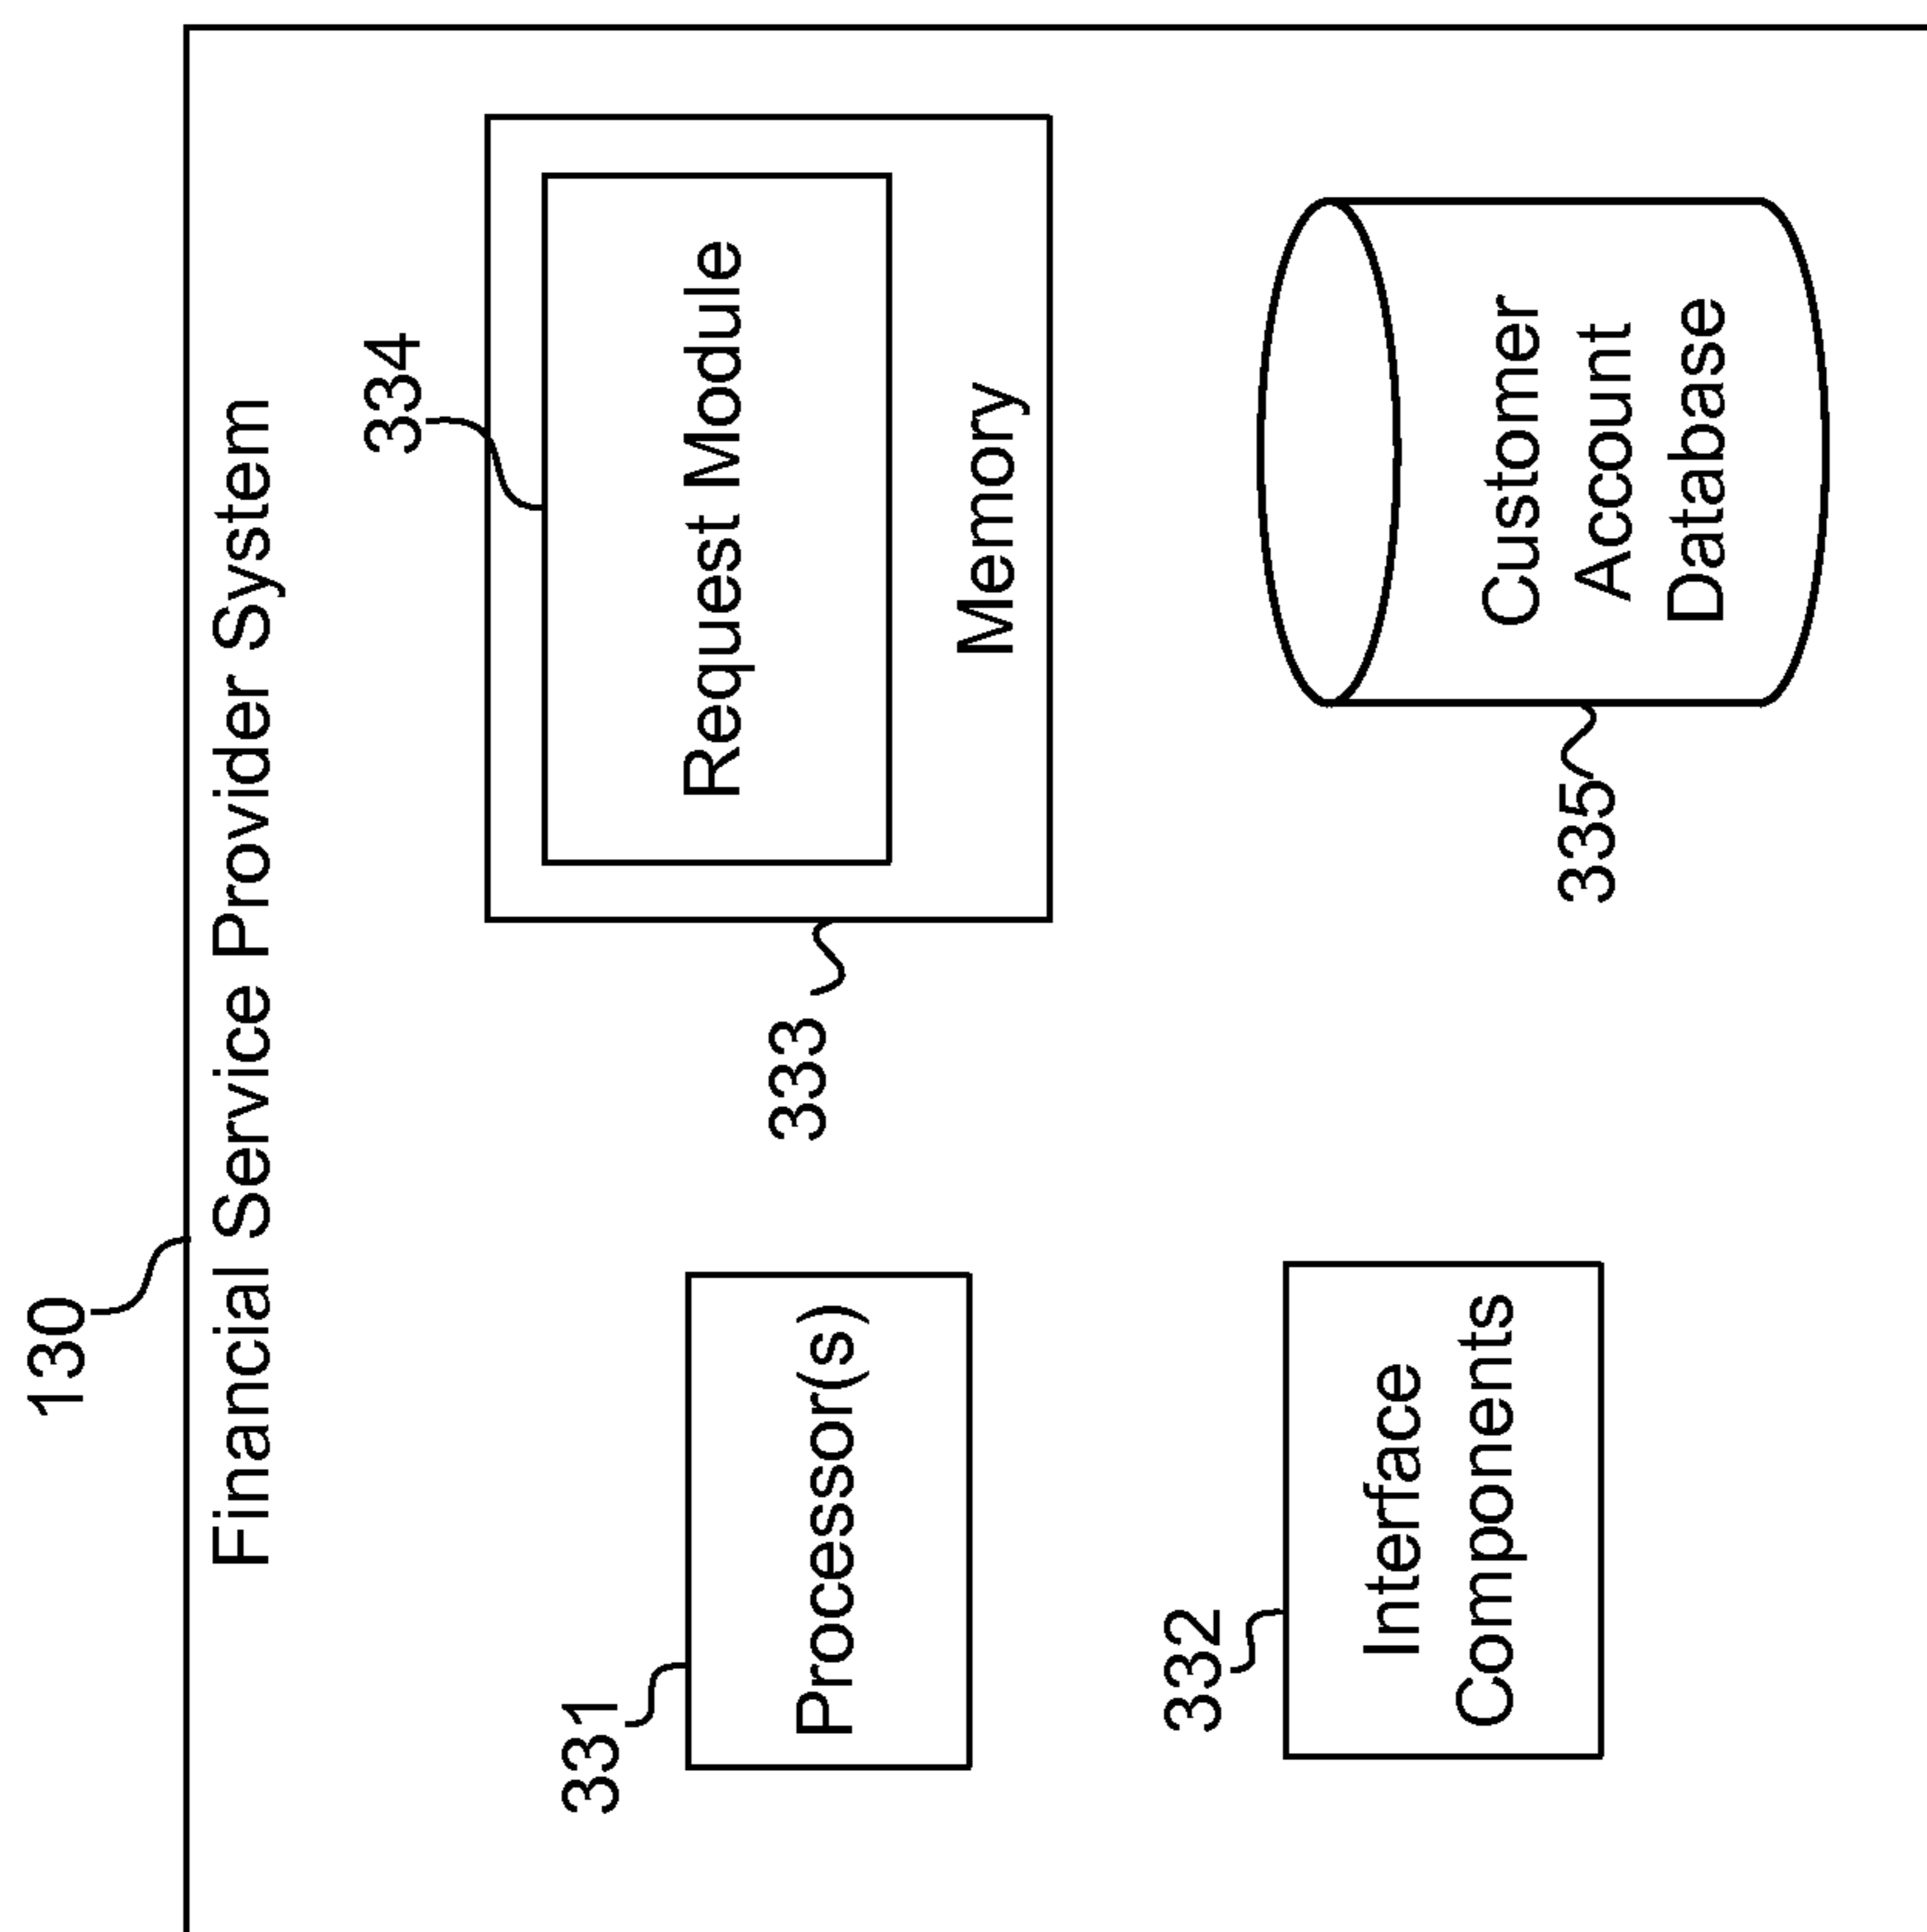 130
Financial Service Provider System
331
Processor(s)
333
334
Request Module
Memory
332
Interface
Components
335
Customer
Account
Database